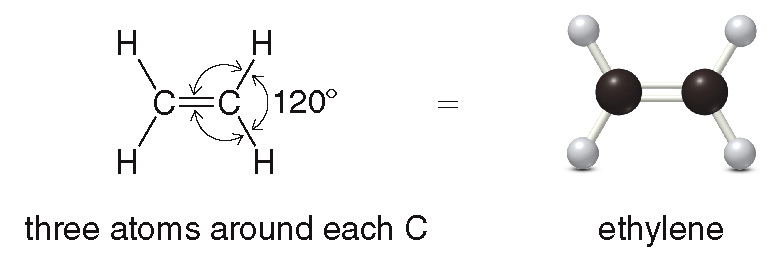 H H
C=C 120° =
H H
three atoms around each C ethylene